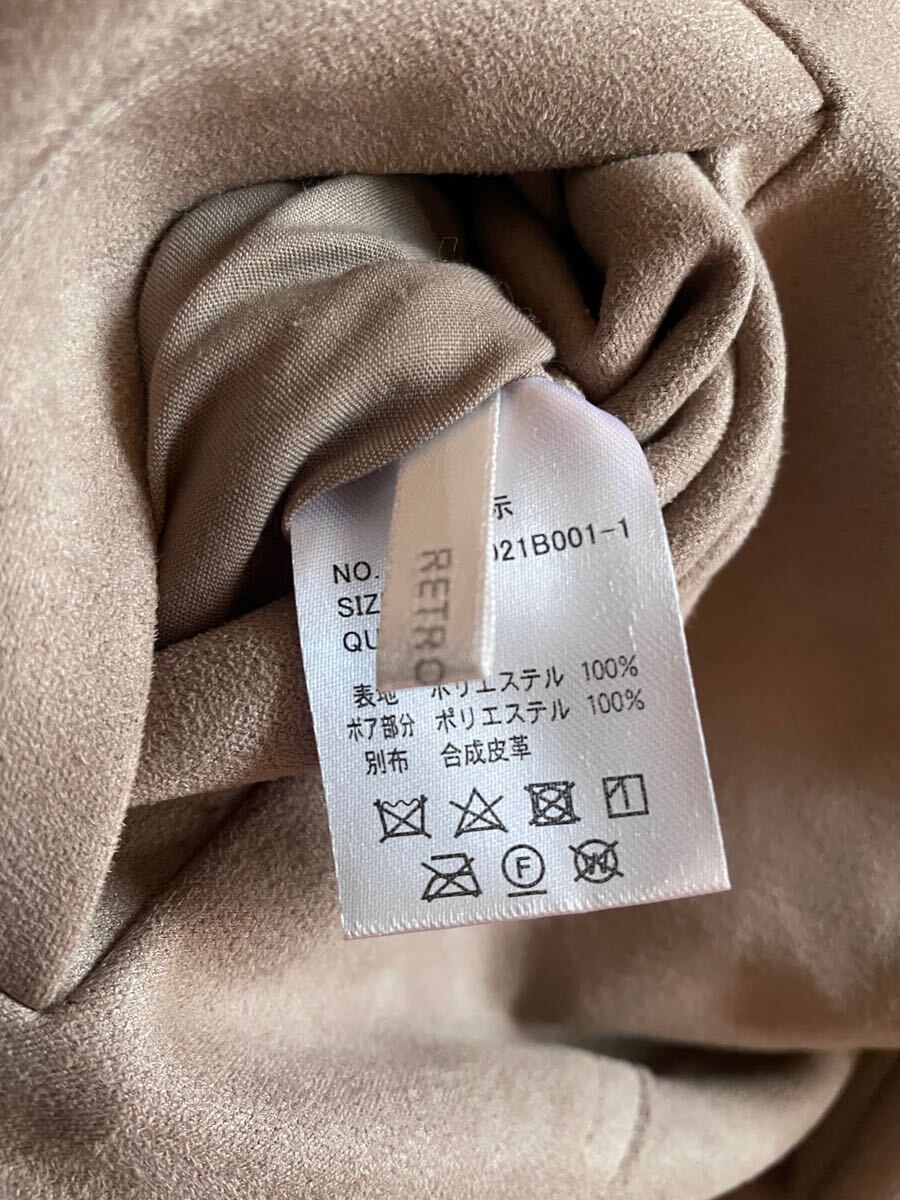 示
NO. 021B001-1
SIZ
QU
表地 ポリエステル 100%
ボア部分 ポリエステル 100%
別布 合成皮革
F
W
RETRO